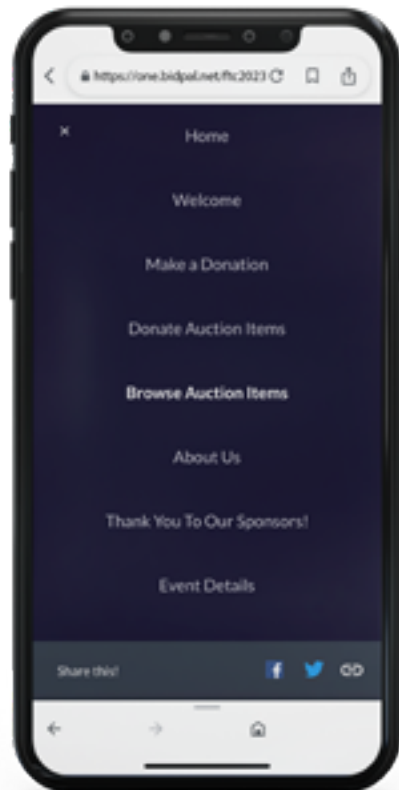 https://one.bidpal.net/ftc2023
Home
Welcome
Make a Donation
Donate Auction Items
Browse Auction Items
About Us
Thank You To Our Sponsors!
Event Details
Share this!